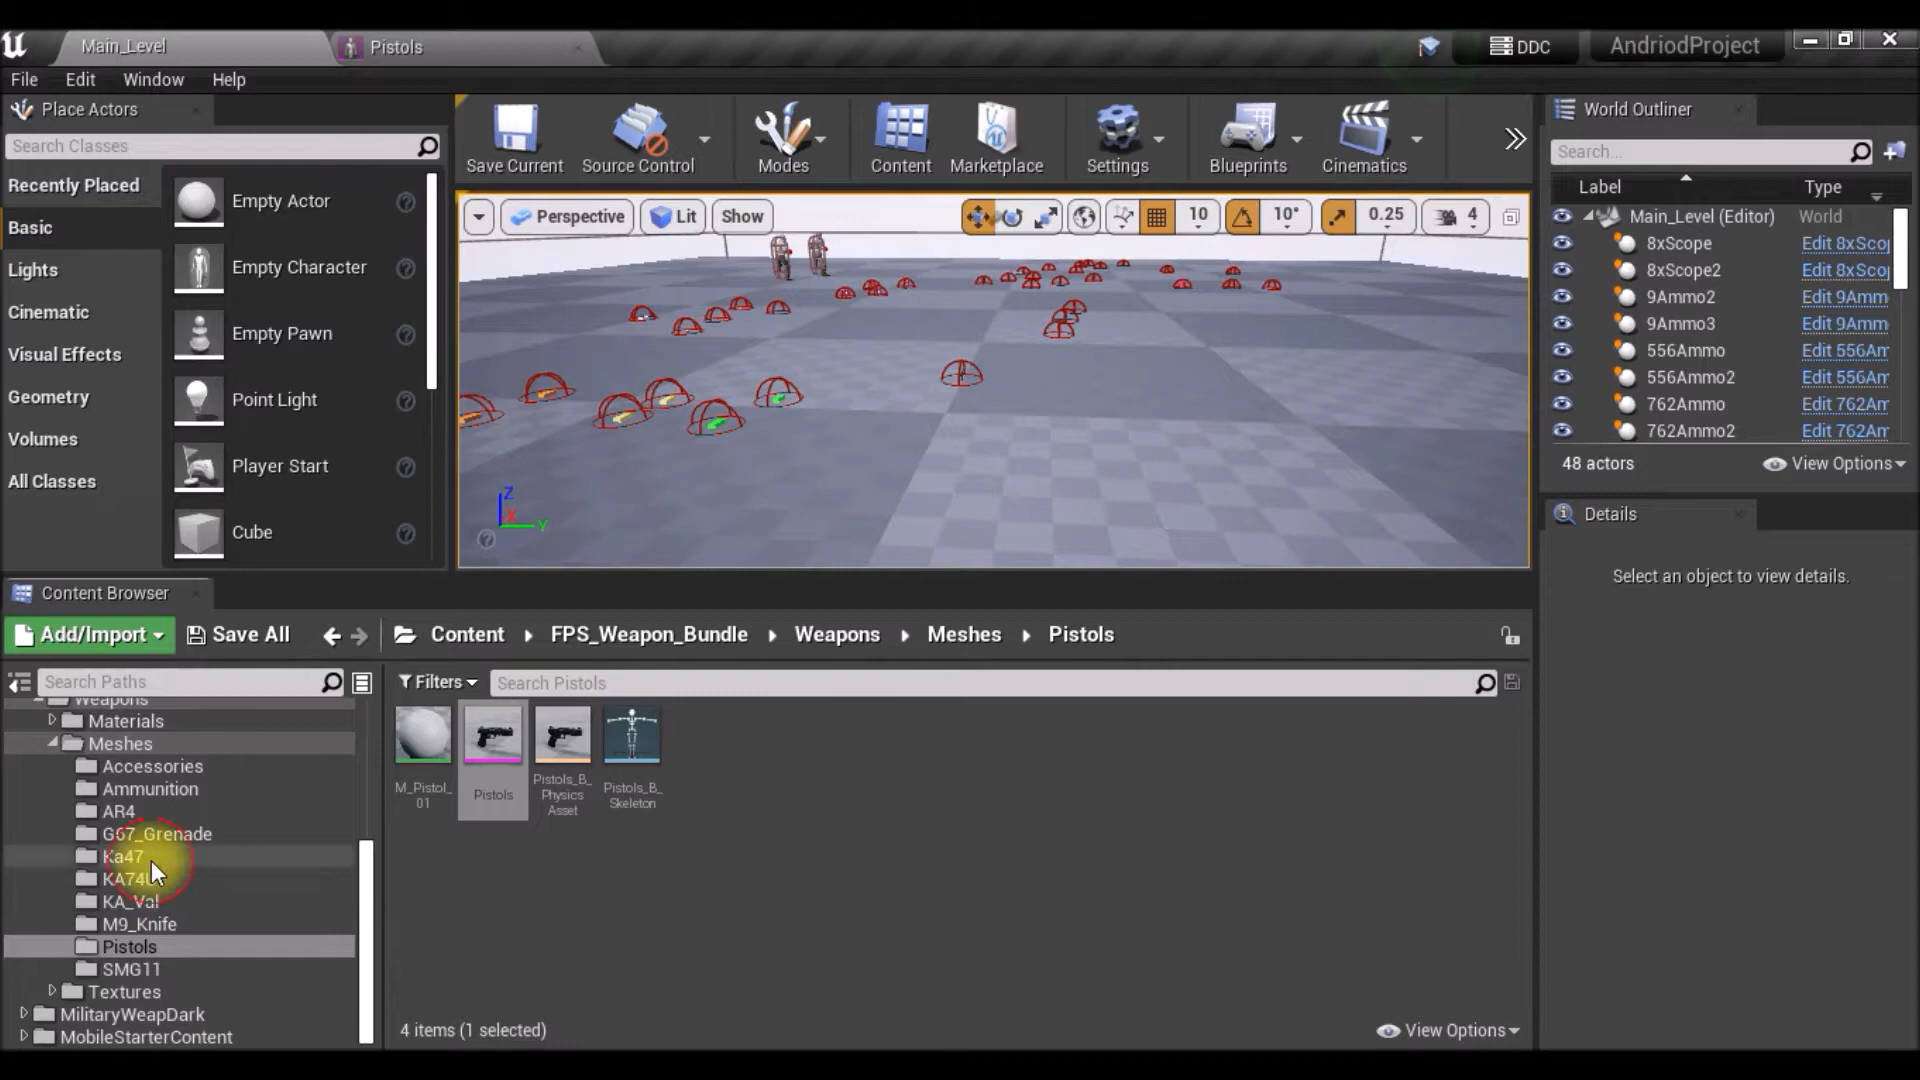 Main_Level
Pistols
DDC
AndriodProject
File
Edit
Window
Help
Place Actors
Search Classes
Recently Placed
Basic
Lights
Cinematic
Visual Effects
Geometry
Volumes
All Classes
Empty Actor
Empty Character
Empty Pawn
Point Light
Player Start
Cube
Save Current
Source Control
Modes
Content
Marketplace
Settings
Blueprints
Cinematics
Perspective
Lit
Show
10
10°
0.25
4
Z
X
Y
World Outliner
Search...
Label
Type
Main_Level (Editor)
World
8xScope
Edit 8xScop
8xScope2
Edit 8xScop
9Ammo2
Edit 9Amm
9Ammo3
Edit 9Amm
556Ammo
Edit 556Am
556Ammo2
Edit 556Am
762Ammo
Edit 762Am
762Ammo2
Edit 762Am
48 actors
View Options
Details
Select an object to view details.
Content Browser
Add/Import
Save All
Content
FPS_Weapon_Bundle
Weapons
Meshes
Pistols
Search Paths
Filters
Search Pistols
Weapons
Materials
Meshes
Accessories
Ammunition
AR4
G67_Grenade
Ka47
KA_Val
M9_Knife
Pistols
SMG11
Textures
MilitaryWeapDark
MobileStarterContent
M_Pistol_
01
Pistols
Pistols_B_
Physics
Asset
Pistols_B_
Skeleton
4 items (1 selected)
View Options